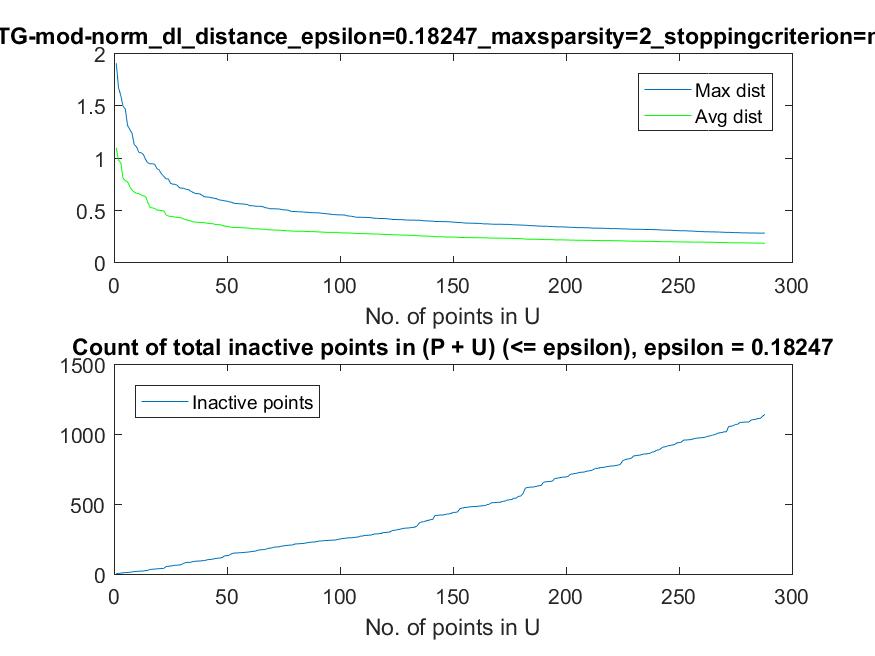 TG-mod-norm_dl_distance_epsilon=0.18247_maxsparsity=2_stoppingcriterion=
2
1.5
1
0.5
0
Max dist
Avg dist
0 50 100 150 200 250 300
No. of points in U
Count of total inactive points in (P + U) (<= epsilon), epsilon = 0.18247
1500
1000
500
0
Inactive points
0 50 100 150 200 250 300
No. of points in U